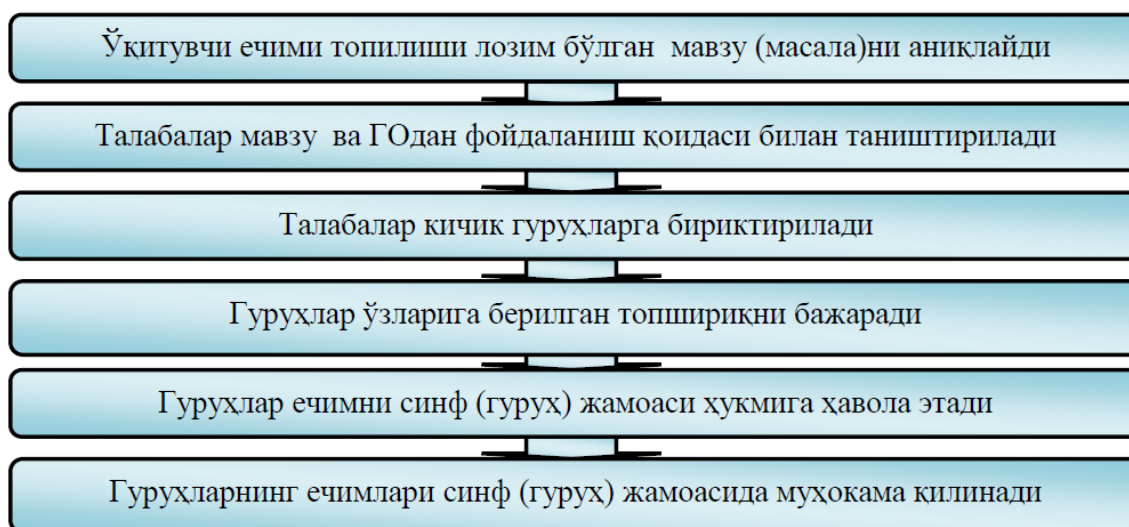 Ўқитувчи ечими топилиши лозим бўлган мавзу (масала)ни аниқлайди
Талабалар мавзу ва ГОдан фойдаланиш қоидаси билан таништирилади
Талабалар кичик гуруҳларга бириктирилади
Гуруҳлар ўзларига берилган топшириқни бажаради
Гуруҳлар ечимни синф (гуруҳ) жамоаси ҳукмига ҳавола этади
Гуруҳларнинг ечимлари синф (гуруҳ) жамоасида муҳокама қилинади